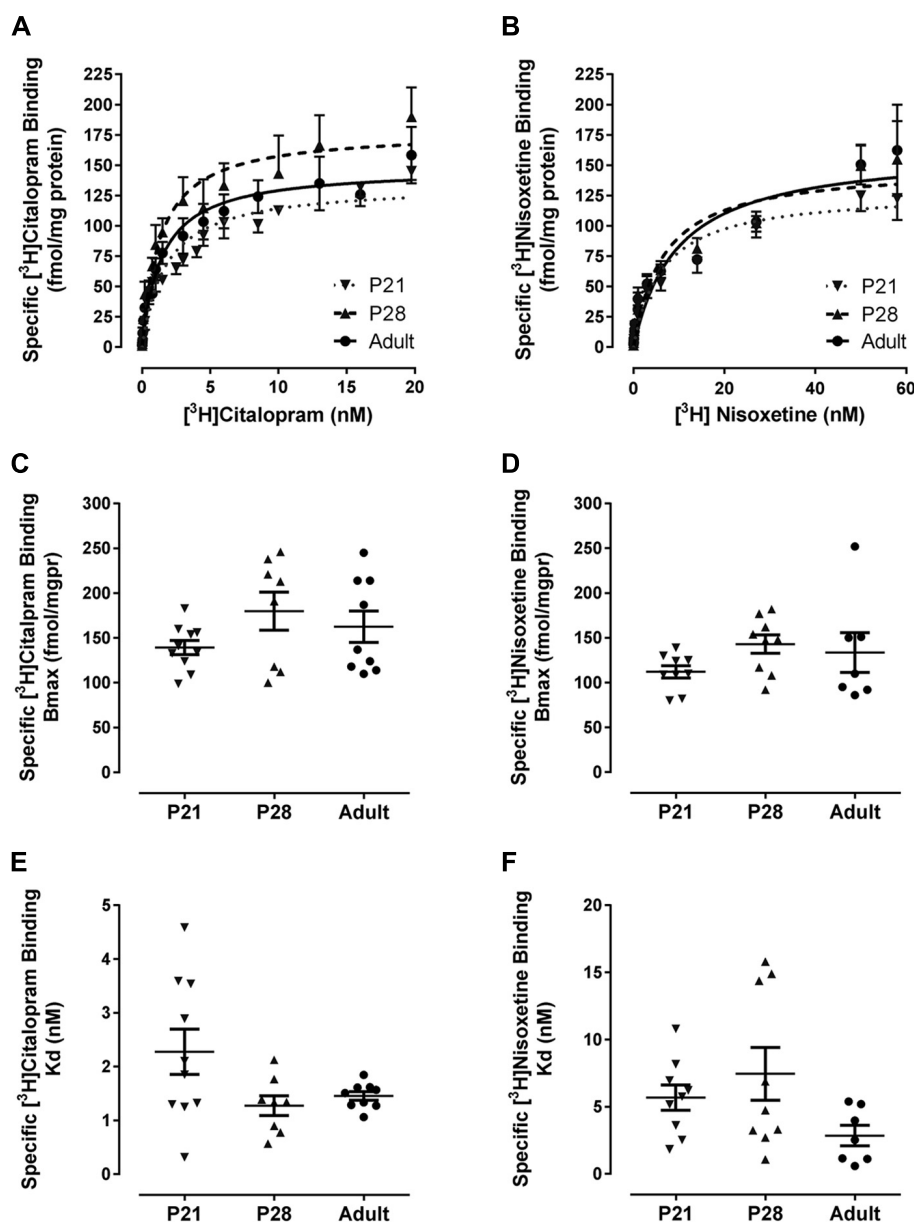 A
Specific [³H]Citalopram Binding
(fmol/mg protein)
225
200
175
150
125
100
75
50
25
0
P21
P28
Adult
0
5
10
15
20
[³H]Citalopram (nM)
B
Specific [³H]Nisoxetine Binding
(fmol/mg protein)
225
200
175
150
125
100
75
50
25
0
P21
P28
Adult
0
20
40
60
[³H] Nisoxetine (nM)
C
Specific [³H]Citalpram Binding
Bmax (fmol/mgpr)
300
250
200
150
100
50
0
P21
P28
Adult
D
Specific [³H]Nisoxetine Binding
Bmax (fmol/mgpr)
300
250
200
150
100
50
0
P21
P28
Adult
E
Specific [³H]Citalopram Binding
Kd (nM)
5
4
3
2
1
0
P21
P28
Adult
F
Specific [³H]Nisoxetine Binding
Kd (nM)
20
15
10
5
0
P21
P28
Adult